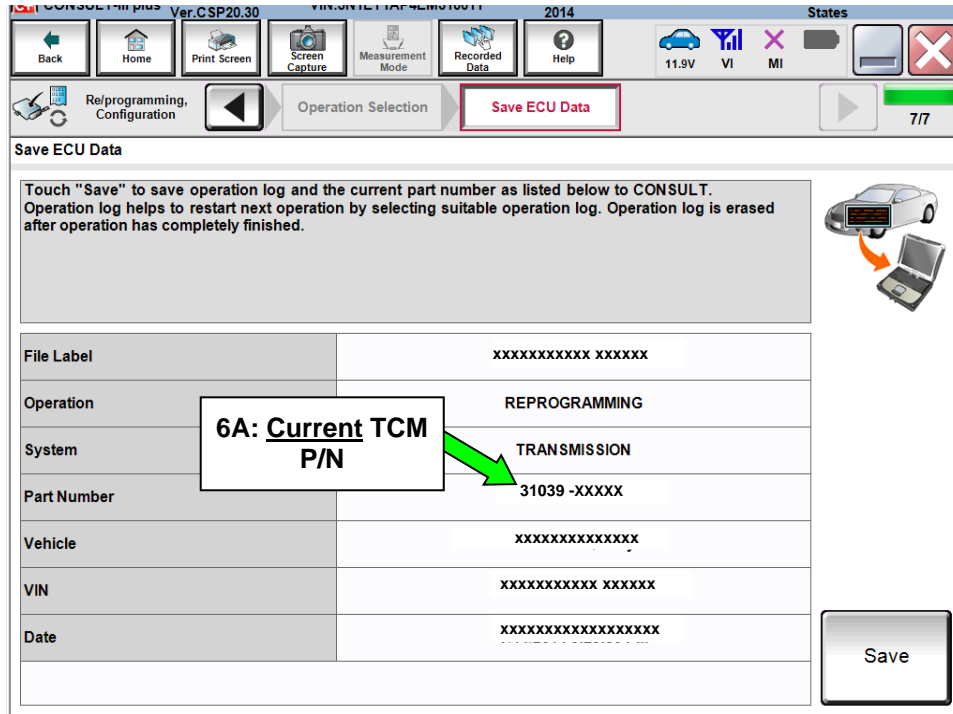 Ver.CSP20.30 2014 States
Back
Home
Print Screen
Screen
Capture
Measurement
Mode
Recorded
Data
Help
11.9V VI MI
Re/programming,
Configuration
Operation Selection
Save ECU Data
7/7
Save ECU Data
Touch "Save" to save operation log and the current part number as listed below to CONSULT.
Operation log helps to restart next operation by selecting suitable operation log. Operation log is erased
after operation has completely finished.
File Label xxxxxxxxxxx xxxxxx
Operation REPROGRAMMING
6A: Current TCM
P/N
System TRANSMISSION
Part Number 31039 -XXXXX
Vehicle xxxxxxxxxxxxxx
VIN xxxxxxxxxxx xxxxxx
Date xxxxxxxxxxxxxxxxxx
Save